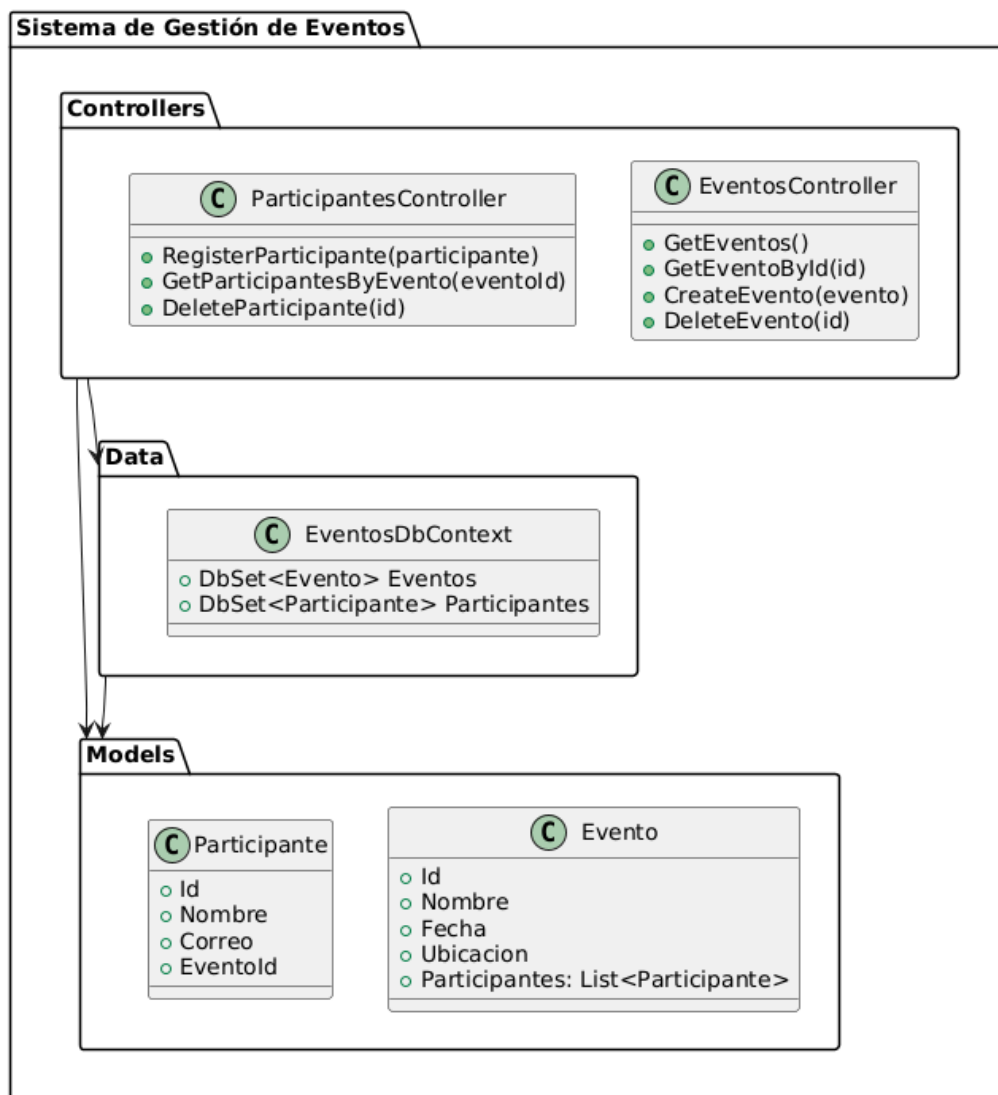 Sistema de Gestión de Eventos
Controllers
C ParticipantesController
RegisterParticipante(participante)
GetParticipantesByEvento(eventoId)
DeleteParticipante(id)
C EventosController
GetEventos()
GetEventoById(id)
CreateEvento(evento)
DeleteEvento(id)
Data
C EventosDbContext
DbSet<Evento> Eventos
DbSet<Participante> Participantes
Models
C Participante
Id
Nombre
Correo
EventoId
C Evento
Id
Nombre
Fecha
Ubicacion
Participantes: List<Participante>